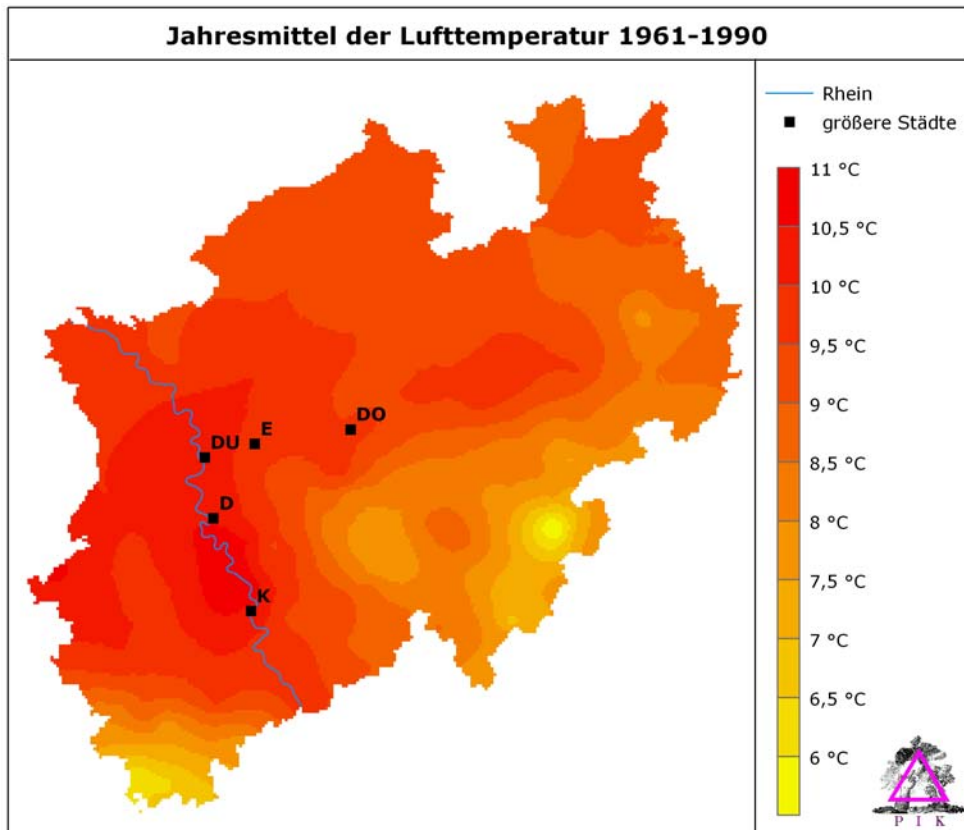 Jahresmittel der Lufttemperatur 1961-1990
Rhein
größere Städte
11 °C
10,5 °C
10 °C
9,5 °C
9 °C
8,5 °C
8 °C
7,5 °C
7 °C
6,5 °C
6 °C
DO
E
DU
D
K
P I K